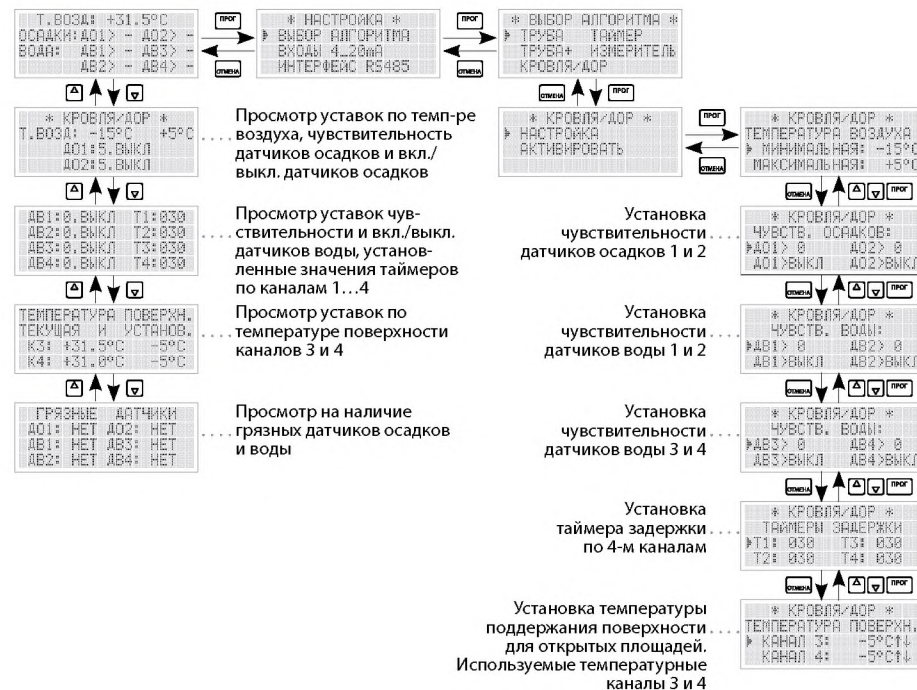 Т.ВОЗД: +31.5°C
ОСАДКИ:ДО1> - ДО2> -
ВОДА: ДВ1> - ДВ3> -
ДВ2> - ДВ4> -
ПРОГ
ОТМЕНА
* НАСТРОЙКА *
ВЫБОР АЛГОРИТМА
ВХОДЫ 4_20mA
ИНТЕРФЕЙС RS485
ПРОГ
ОТМЕНА
* ВЫБОР АЛГОРИТМА *
ТРУБА ТАЙМЕР
ТРУБА+ ИЗМЕРИТЕЛЬ
КРОВЛЯ/ДОР
ОТМЕНА
ПРОГ
* КРОВЛЯ/ДОР *
Т.ВОЗД: -15°C +5°C
ДО1:5.ВЫКЛ
ДО2:5.ВЫКЛ
Просмотр уставок по темп-ре
воздуха, чувствительность
датчиков осадков и вкл./
выкл. датчиков осадков
* КРОВЛЯ/ДОР *
НАСТРОЙКА
АКТИВИРОВАТЬ
ПРОГ
ОТМЕНА
* КРОВЛЯ/ДОР *
ТЕМПЕРАТУРА ВОЗДУХА
МИНИМАЛЬНАЯ: -15°C
МАКСИМАЛЬНАЯ: +5°C
ОТМЕНА
ПРОГ
ДВ1:0.ВЫКЛ Т1:030
ДВ2:0.ВЫКЛ Т2:030
ДВ3:0.ВЫКЛ Т3:030
ДВ4:0.ВЫКЛ Т4:030
Просмотр уставок чув-
ствительности и вкл./выкл.
датчиков воды, установ-
ленные значения таймеров
по каналам 1...4
Установка
чувствительности
датчиков осадков 1 и 2
* КРОВЛЯ/ДОР *
ЧУВСТВ. ОСАДКОВ:
ДО1> 0 ДО2> 0
ДО1>ВЫКЛ ДО2>ВЫКЛ
ОТМЕНА
ПРОГ
ТЕМПЕРАТУРА ПОВЕРХН.
ТЕКУЩАЯ И УСТАНОВ.
К3: +31.5°C -5°C
К4: +31.0°C -5°C
Просмотр уставок по
температуре поверхности
каналов 3 и 4
Установка
чувствительности
датчиков воды 1 и 2
* КРОВЛЯ/ДОР *
ЧУВСТВ. ВОДЫ:
ДВ1> 0 ДВ2> 0
ДВ1>ВЫКЛ ДВ2>ВЫКЛ
ОТМЕНА
ПРОГ
ГРЯЗНЫЕ ДАТЧИКИ
ДО1: НЕТ ДО2: НЕТ
ДВ1: НЕТ ДВ3: НЕТ
ДВ2: НЕТ ДВ4: НЕТ
Просмотр на наличие
грязных датчиков осадков
и воды
Установка
чувствительности
датчиков воды 3 и 4
* КРОВЛЯ/ДОР *
ЧУВСТВ. ВОДЫ:
ДВ3> 0 ДВ4> 0
ДВ3>ВЫКЛ ДВ4>ВЫКЛ
ОТМЕНА
ПРОГ
Установка
таймера задержки
по 4-м каналам
* КРОВЛЯ/ДОР *
ТАЙМЕРЫ ЗАДЕРЖКИ
Т1: 030 Т3: 030
Т2: 030 Т4: 030
ОТМЕНА
ПРОГ
Установка температуры
поддержания поверхности
для открытых площадей.
Используемые температурные
каналы 3 и 4
* КРОВЛЯ/ДОР *
ТЕМПЕРАТУРА ПОВЕРХН.
КАНАЛ 3: -5°C↑↓
КАНАЛ 4: -5°C↑↓